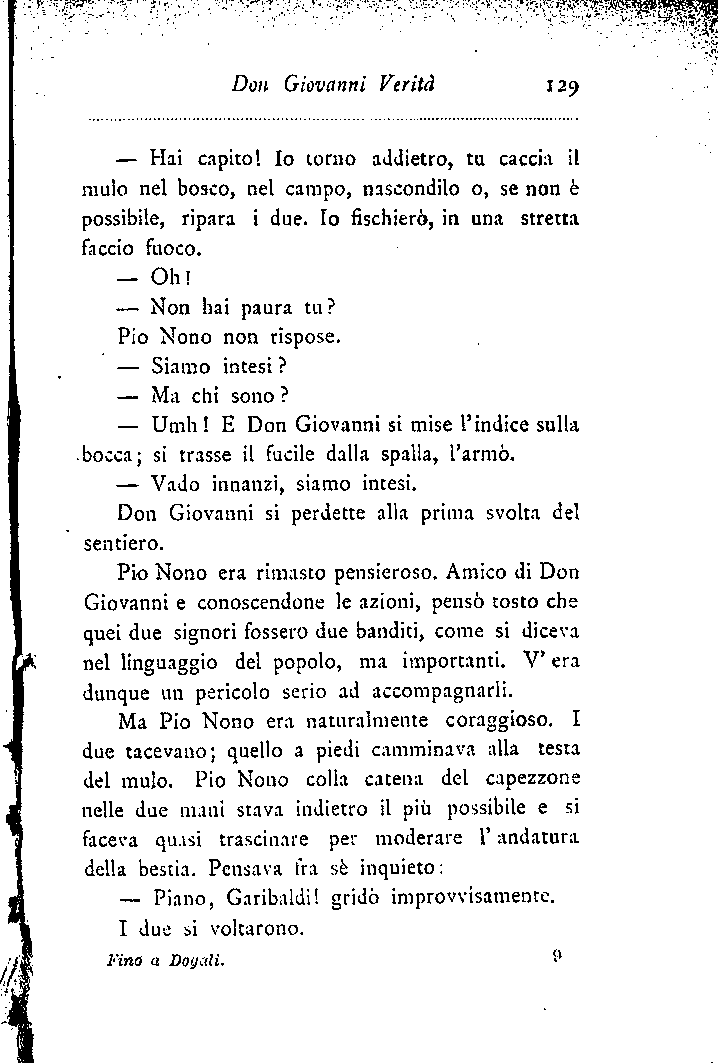 Don Giovanni Verità 129
— Hai capito! Io torno addietro, tu caccia il
mulo nel bosco, nel campo, nascondilo o, se non è
possibile, ripara i due. Io fischierò, in una stretta
faccio fuoco.
— Oh!
— Non hai paura tu?
Pio Nono non rispose.
— Siamo intesi?
— Ma chi sono?
— Umh! E Don Giovanni si mise l'indice sulla
bocca; si trasse il fucile dalla spalla, l'armò.
— Vado innanzi, siamo intesi.
Don Giovanni si perdette alla prima svolta del
sentiero.
Pio Nono era rimasto pensieroso. Amico di Don
Giovanni e conoscendone le azioni, pensò tosto che
quei due signori fossero due banditi, come si diceva
nel linguaggio del popolo, ma importanti. V' era
dunque un pericolo serio ad accompagnarli.
Ma Pio Nono era naturalmente coraggioso. I
due tacevano; quello a piedi camminava alla testa
del mulo. Pio Nono colla catena del capezzone
nelle due mani stava indietro il più possibile e si
faceva quasi trascinare per moderare l' andatura
della bestia. Pensava fra sè inquieto:
— Piano, Garibaldi! gridò improvvisamente.
I due si voltarono.
Fino a Dogali. 9